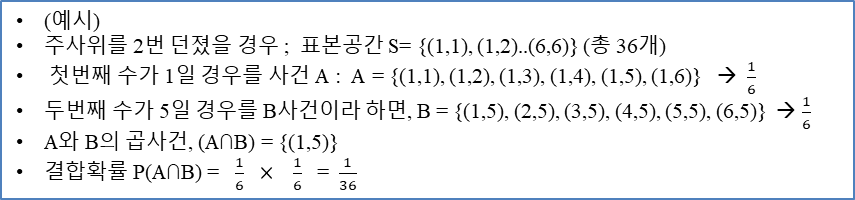 • (예시)
• 주사위를 2번 던졌을 경우 ; 표본공간 S= {(1,1), (1,2)..(6,6)} (총 36개)
• 첫번째 수가 1일 경우를 사건 A : A = {(1,1), (1,2), (1,3), (1,4), (1,5), (1,6)} → 1/6
• 두번째 수가 5일 경우를 B사건이라 하면, B = {(1,5), (2,5), (3,5), (4,5), (5,5), (6,5)} → 1/6
• A와 B의 곱사건, (A∩B) = {(1,5)}
• 결합확률 P(A∩B) = 1/6 × 1/6 = 1/36